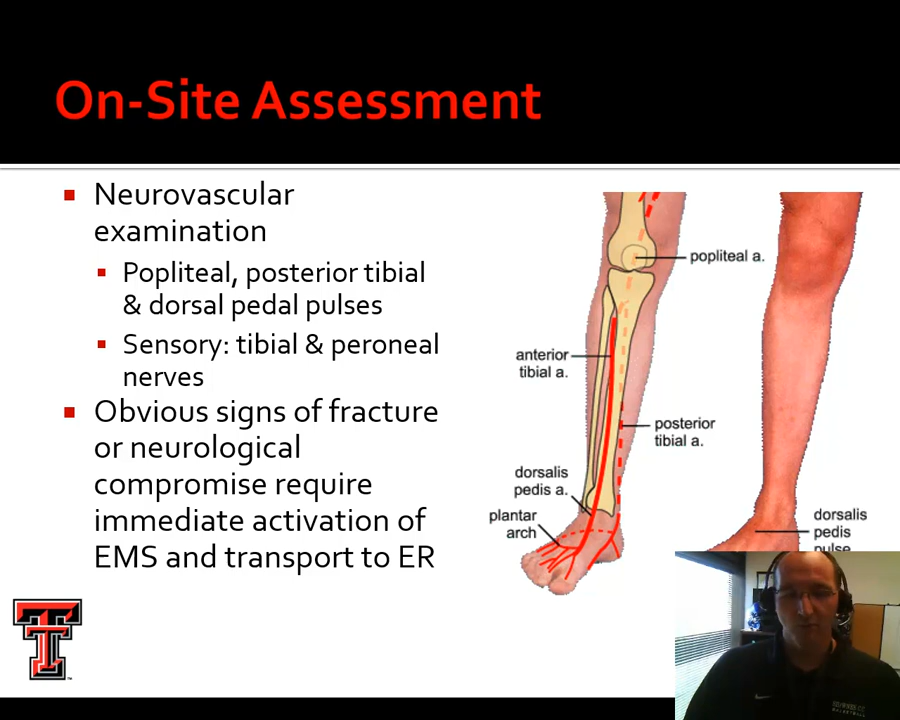 On-Site Assessment
Neurovascular
examination
Popliteal, posterior tibial
& dorsal pedal pulses
Sensory: tibial & peroneal
nerves
Obvious signs of fracture
or neurological
compromise require
immediate activation of
EMS and transport to ER
popliteal a.
anterior
tibial a.
posterior
tibial a.
dorsalis
pedis a.
plantar
arch
dorsalis
pedis
pulse